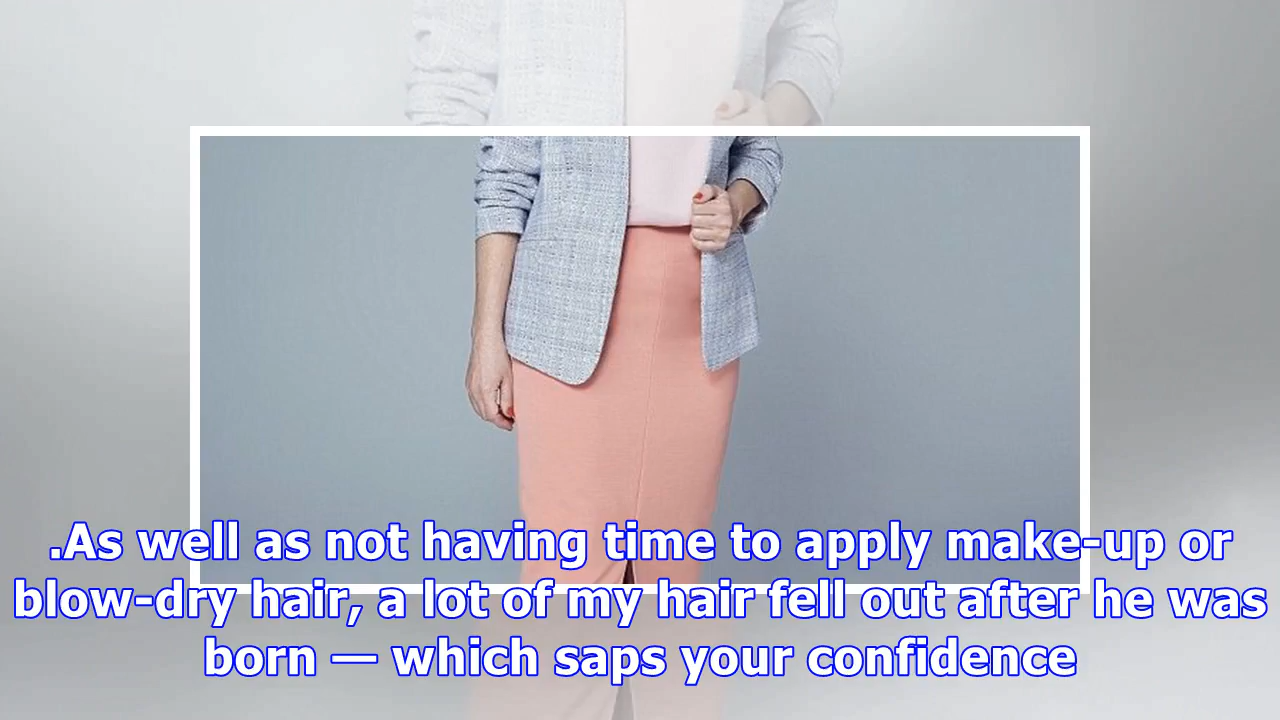 .As well as not having time to apply make-up or
blow-dry hair, a lot of my hair fell out after he was
born — which saps your confidence